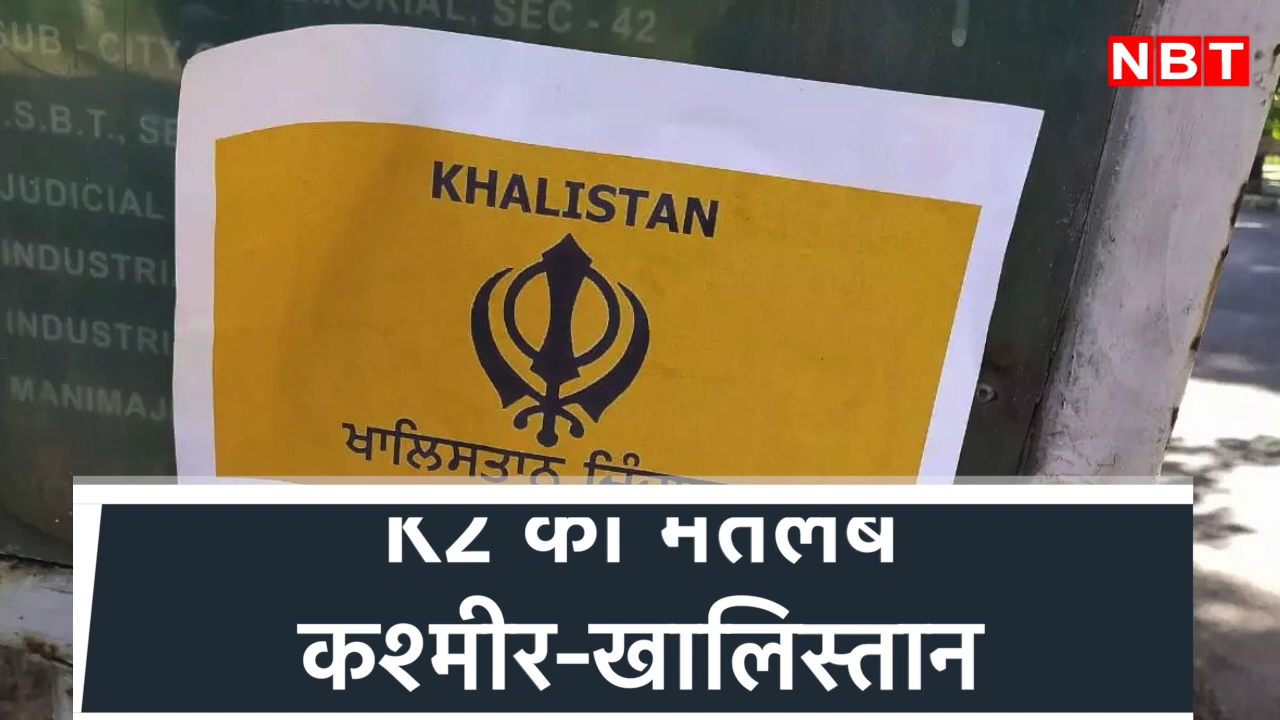 MORIAL, SEC - 42
SUB CITY
NBT
.S.B.T., SE
JUDICIAL
INDUSTRI
INDUSTRI
MANIMAJ
KHALISTAN
ਖਾਲਿਸਤਾਨ
K2 का मतलब
कश्मीर-खालिस्तान